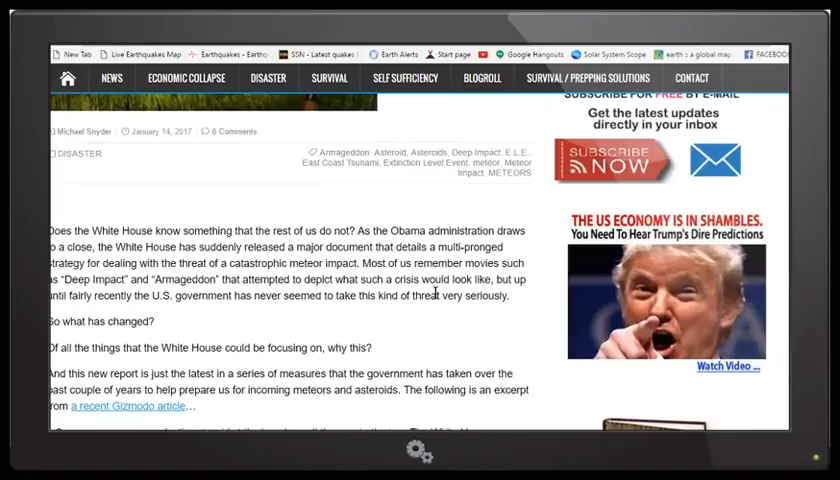 New Tab
Live Earthquakes Map
Earthquakes - Eartho
SSN - Latest quakes |
Earth Alerts
Start page
Google Hangouts
Solar System Scope
earth :: a global map
FACEBOO
NEWS
ECONOMIC COLLAPSE
DISASTER
SURVIVAL
SELF SUFFICIENCY
BLOGROLL
SURVIVAL / PREPPING SOLUTIONS
CONTACT
SUBSCRIBE FOR FREE BY E-MAIL
Get the latest updates
directly in your inbox
SUBSCRIBE
NOW
Michael Snyder
January 14, 2017
0 Comments
DISASTER
Armageddon, Asteroid, Asteroids, Deep Impact, E.L.E.,
East Coast Tsunami, Extinction Level Event, meteor, Meteor
Impact, METEORS
Does the White House know something that the rest of us do not? As the Obama administration draws
to a close, the White House has suddenly released a major document that details a multi-pronged
strategy for dealing with the threat of a catastrophic meteor impact. Most of us remember movies such
as “Deep Impact” and “Armageddon” that attempted to depict what such a crisis would look like, but up
until fairly recently the U.S. government has never seemed to take this kind of threat very seriously.
So what has changed?
Of all the things that the White House could be focusing on, why this?
And this new report is just the latest in a series of measures that the government has taken over the
past couple of years to help prepare us for incoming meteors and asteroids. The following is an excerpt
from a recent Gizmodo article…
THE US ECONOMY IS IN SHAMBLES.
You Need To Hear Trump's Dire Predictions
Watch Video ...